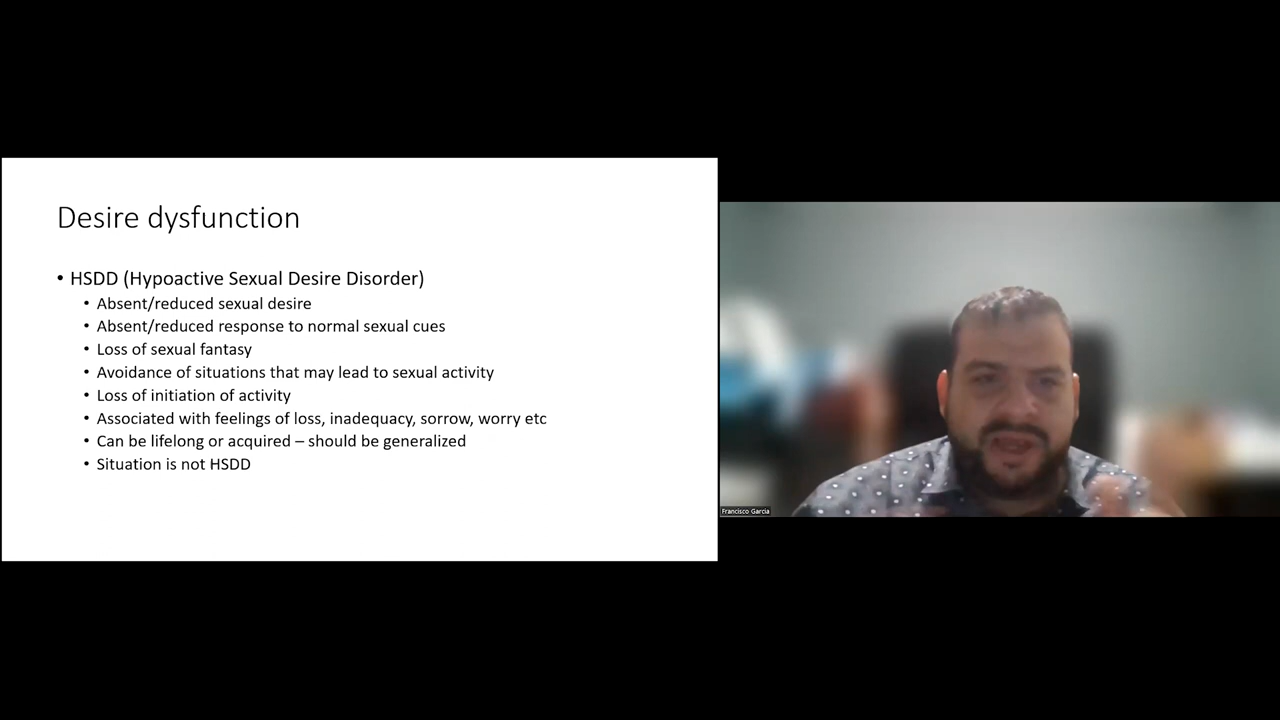 Desire dysfunction
• HSDD (Hypoactive Sexual Desire Disorder)
• Absent/reduced sexual desire
• Absent/reduced response to normal sexual cues
• Loss of sexual fantasy
• Avoidance of situations that may lead to sexual activity
• Loss of initiation of activity
• Associated with feelings of loss, inadequacy, sorrow, worry etc
• Can be lifelong or acquired – should be generalized
• Situation is not HSDD
Francisco Garcia